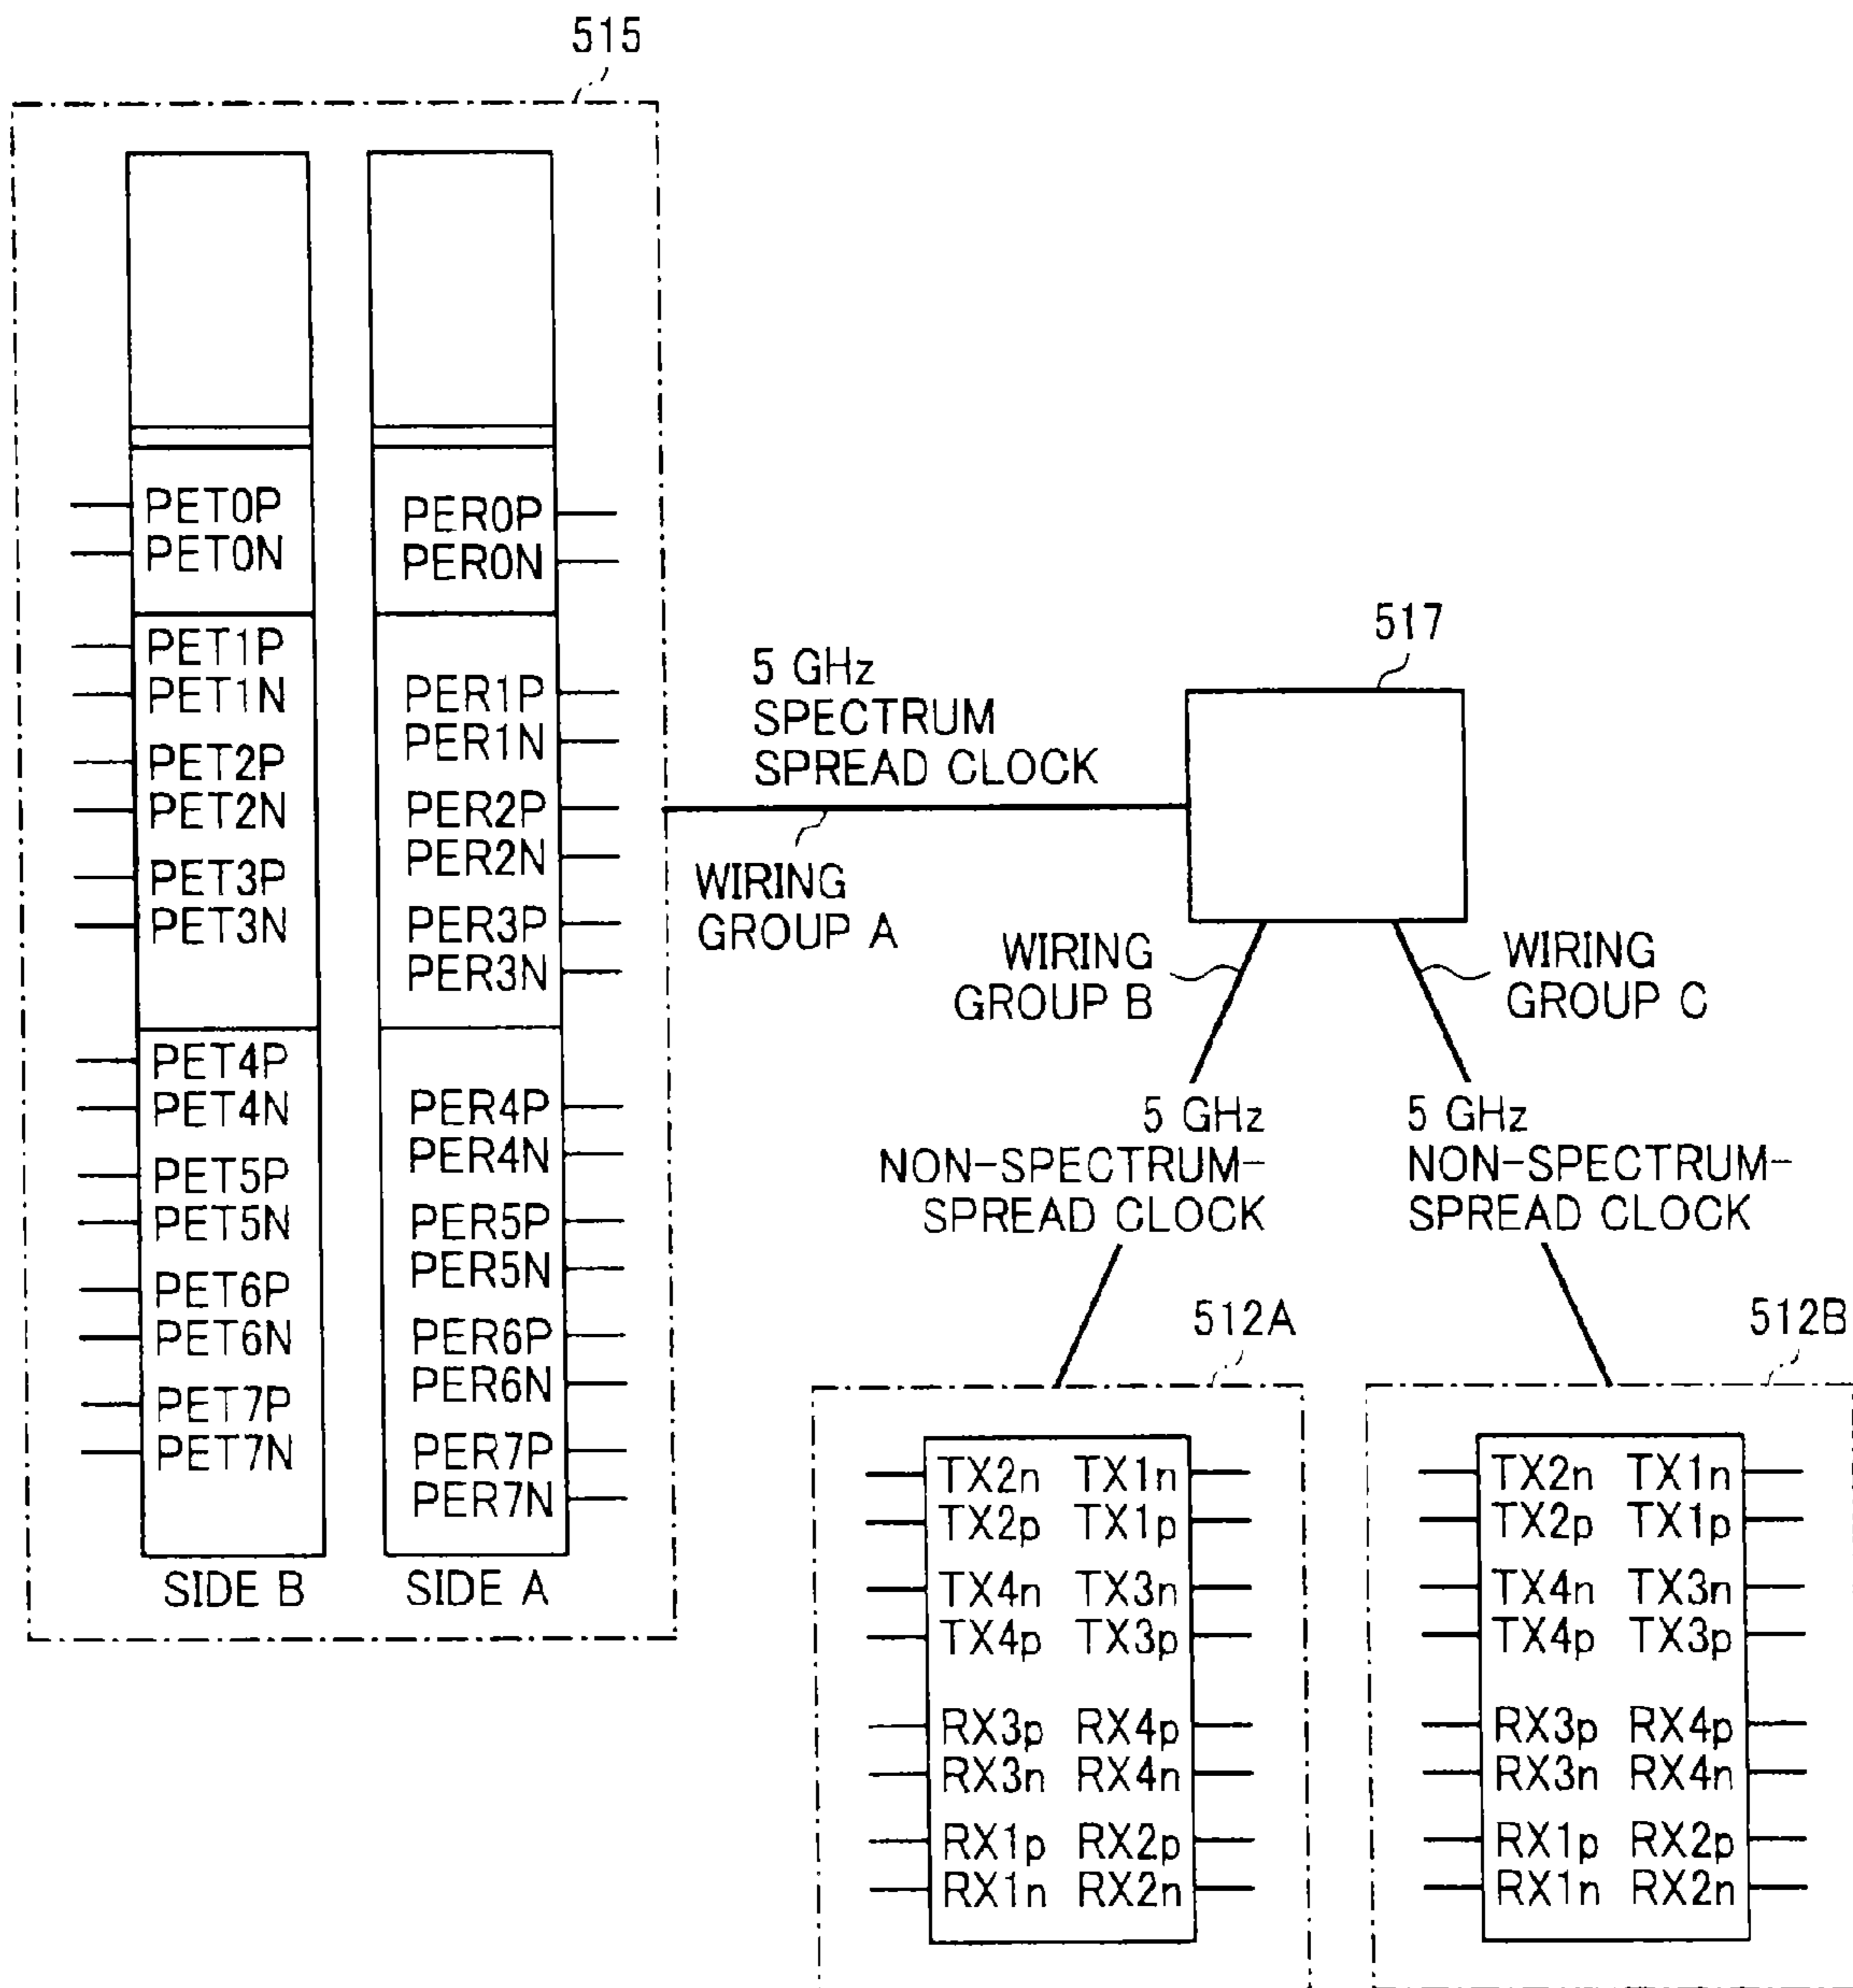 515
PET0P
PET0N
PET1P
PET1N
PET2P
PET2N
PET3P
PET3N
PET4P
PET4N
PET5P
PET5N
PET6P
PET6N
PET7P
PET7N
SIDE B
PER0P
PER0N
PER1P
PER1N
PER2P
PER2N
PER3P
PER3N
PER4P
PER4N
PER5P
PER5N
PER6P
PER6N
PER7P
PER7N
SIDE A
5 GHz
SPECTRUM
SPREAD CLOCK
WIRING
GROUP A
517
WIRING
GROUP B
WIRING
GROUP C
5 GHz
NON-SPECTRUM-
SPREAD CLOCK
5 GHz
NON-SPECTRUM-
SPREAD CLOCK
512A
TX2n TX1n
TX2p TX1p
TX4n TX3n
TX4p TX3p
RX3p RX4p
RX3n RX4n
RX1p RX2p
RX1n RX2n
512B
TX2n TX1n
TX2p TX1p
TX4n TX3n
TX4p TX3p
RX3p RX4p
RX3n RX4n
RX1p RX2p
RX1n RX2n